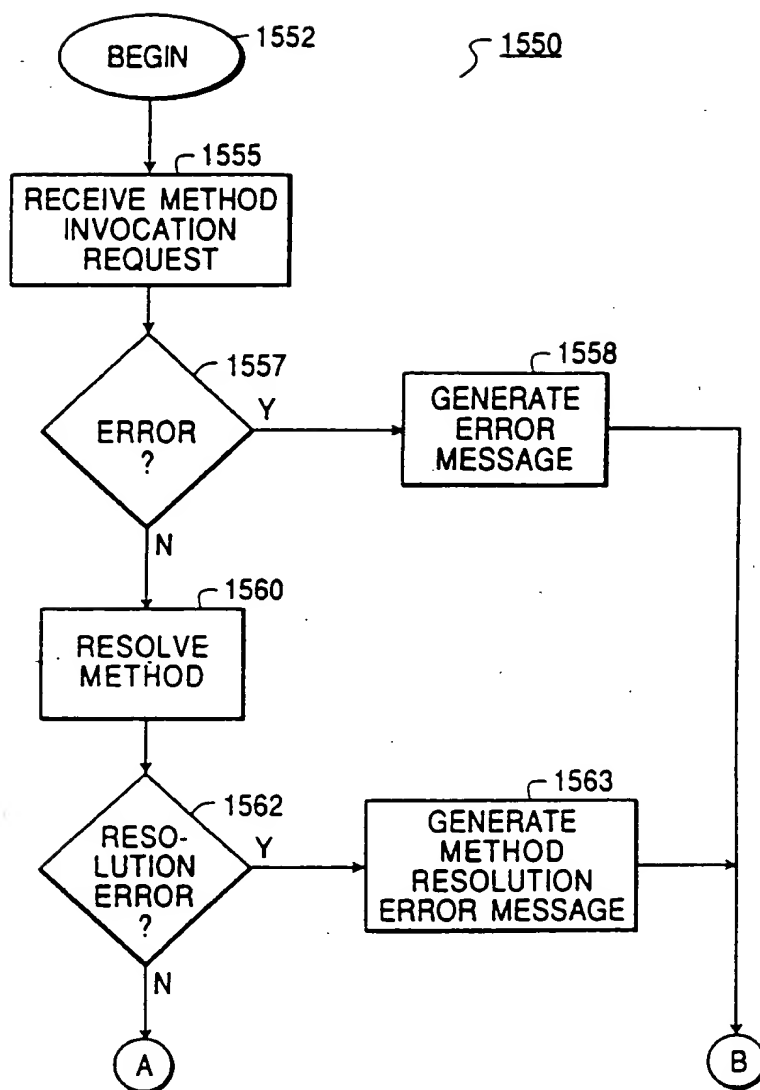 1552
BEGIN
1550
1555
RECEIVE METHOD
INVOCATION
REQUEST
1557
ERROR
?
Y
N
1558
GENERATE
ERROR
MESSAGE
1560
RESOLVE
METHOD
1562
RESO-
LUTION
ERROR
?
Y
N
1563
GENERATE
METHOD
RESOLUTION
ERROR MESSAGE
A
B